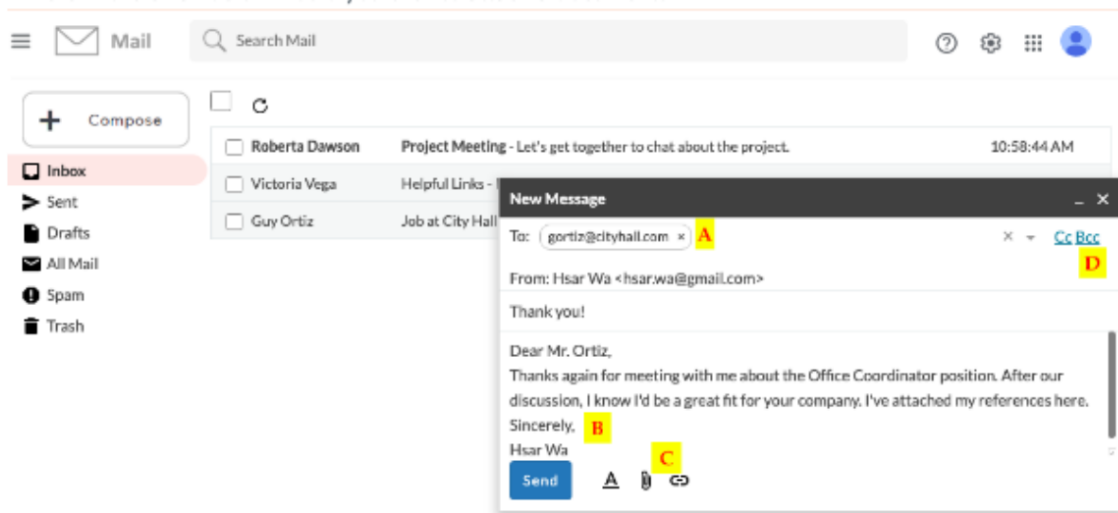 Mail
Search Mail
Compose
Roberta Dawson Project Meeting - Let's get together to chat about the project. 10:58:44 AM
Inbox
Victoria Vega Helpful Links -
New Message
Sent
Guy Ortiz Job at City Hall
To: gortiz@cityhall.com × A × Cc Bcc
Drafts
All Mail
D
From: Hsar Wa <hsar.wa@gmail.com>
Spam
Thank you!
Trash
Dear Mr. Ortiz,
Thanks again for meeting with me about the Office Coordinator position. After our
discussion, I know I'd be a great fit for your company. I've attached my references here.
Sincerely, B
Hsar Wa
C
Send A